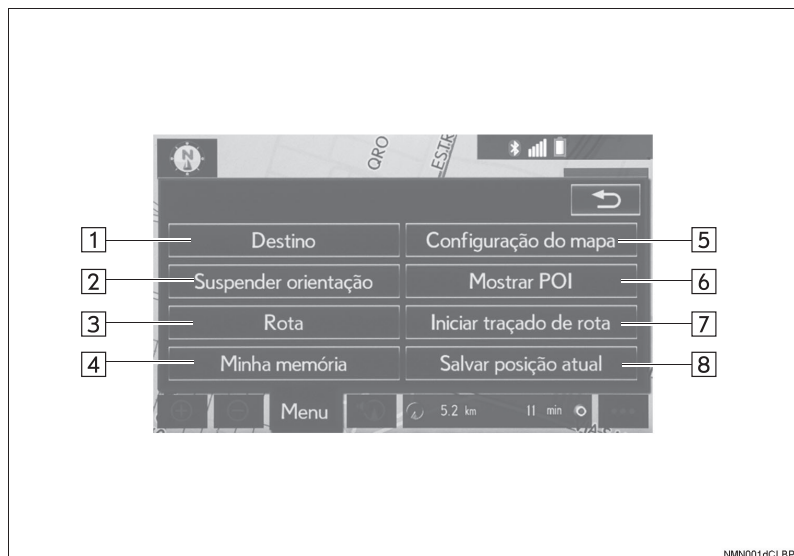 QRO
ESTR
1 Destino
Configuração do mapa 5
2 Suspender orientação
Mostrar POI 6
3 Rota
Iniciar traçado de rota 7
4 Minha memória
Salvar posição atual 8
Menu
5.2 km 11 min
NMN001dCLBP